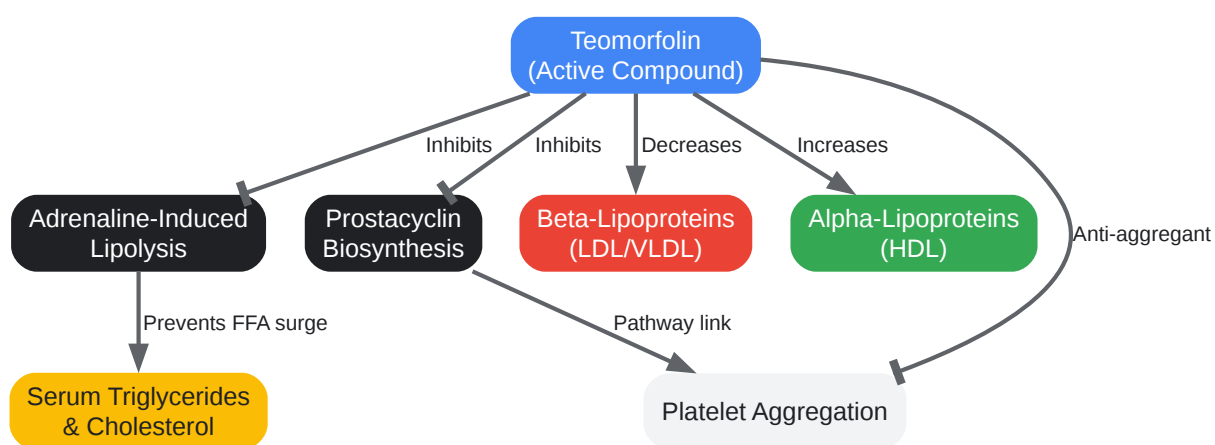 Teomorfolin
(Active Compound)
Inhibits
Inhibits
Decreases
Increases
Adrenaline-Induced
Lipolysis
Prostacyclin
Biosynthesis
Beta-Lipoproteins
(LDL/VLDL)
Alpha-Lipoproteins
(HDL)
Anti-aggregant
Prevents FFA surge
Pathway link
Serum Triglycerides
& Cholesterol
Platelet Aggregation